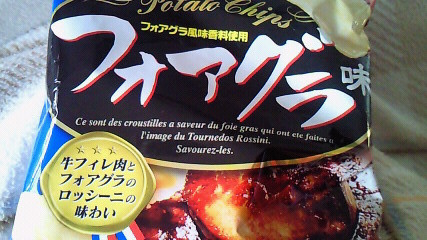 Potato Chips
フォアグラ風味香料使用
フォアグラ味
Ce sont des croustilles a saveur du foie gras qui ont ete faites a
l'image du Tournedos Rossini.
Savourez-les.
牛フィレ肉と
フォアグラの
ロッシーニの
味わい